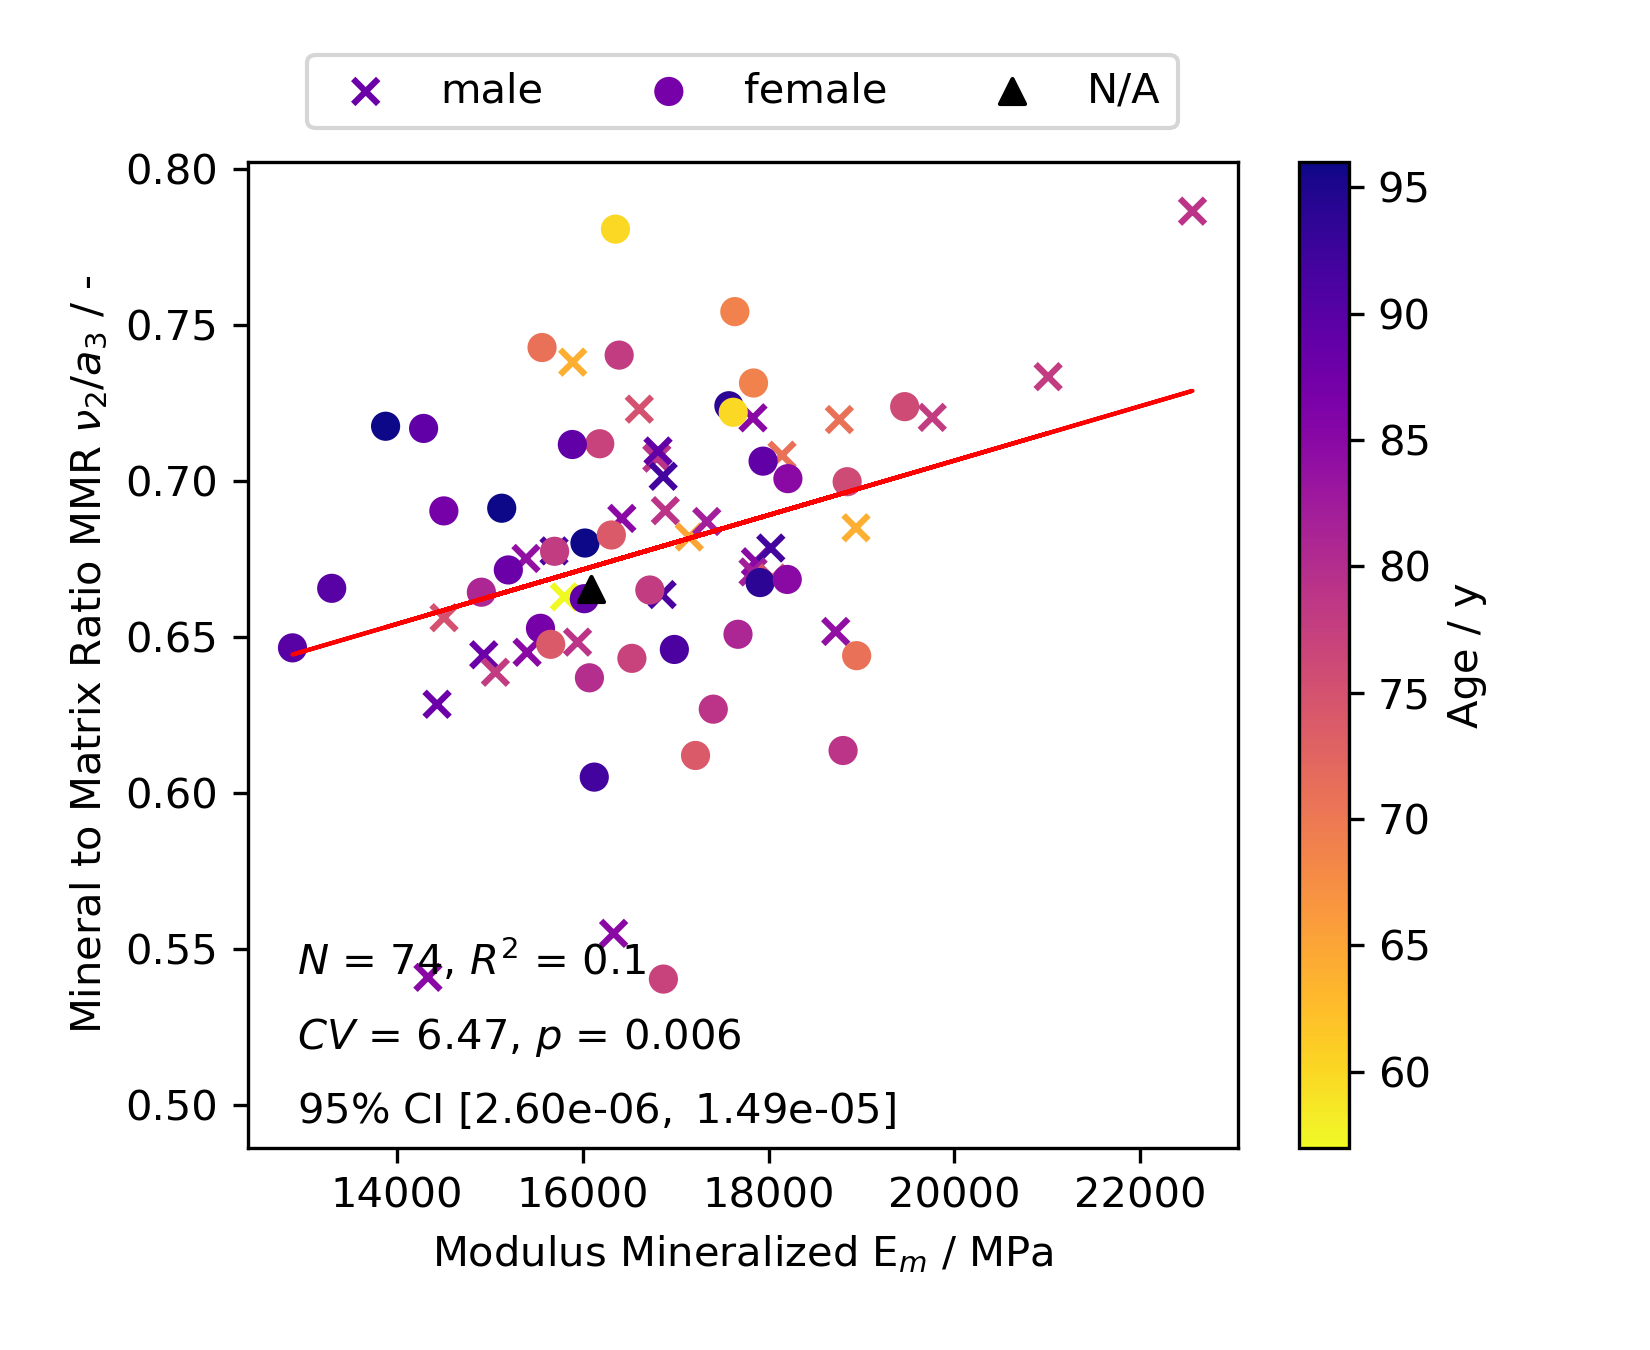 male female N/A
0.80
0.75
0.70
0.65
0.60
0.55
0.50
Mineral to Matrix Ratio MMR ν₂/a₃ / -
N = 74, R² = 0.1
CV = 6.47, p = 0.006
95% CI [2.60e-06, 1.49e-05]
14000 16000 18000 20000 22000
Modulus Mineralized Eₘ / MPa
95
90
85
80
75
70
65
60
Age / y